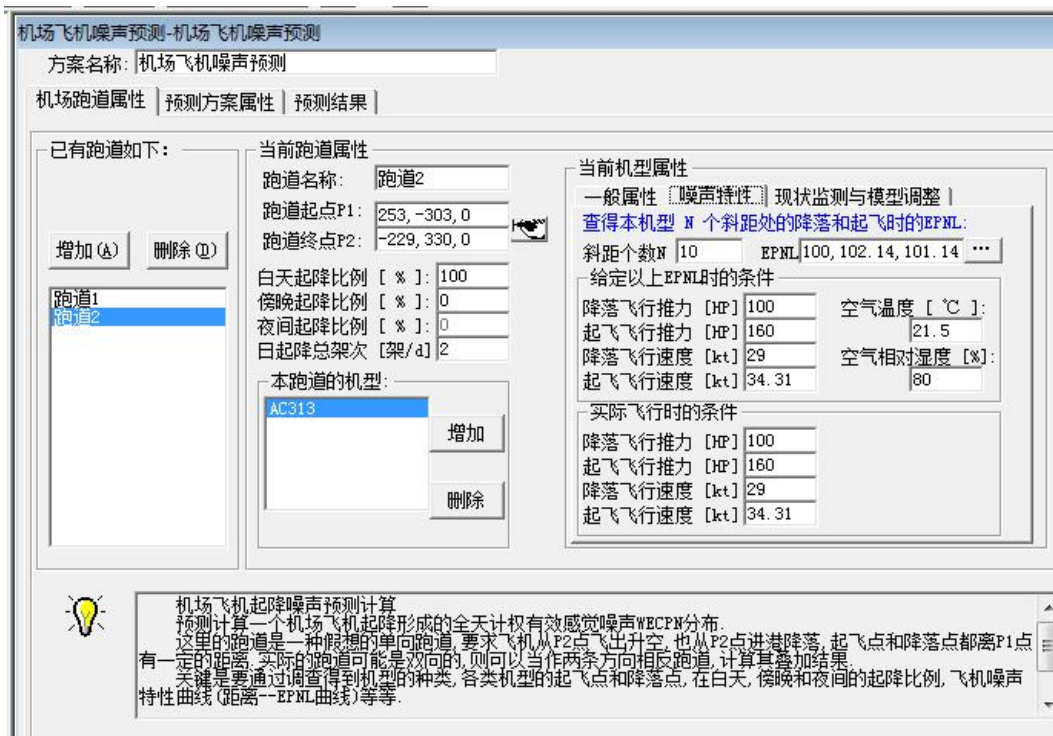 机场飞机噪声预测-机场飞机噪声预测
方案名称: 机场飞机噪声预测
机场跑道属性 预测方案属性 预测结果
已有跑道如下:
增加(A) 删除(D)
跑道1
跑道2
当前跑道属性
跑道名称: 跑道2
跑道起点P1: 253,-303,0
跑道终点P2: -229,330,0
白天起降比例 [ % ]: 100
傍晚起降比例 [ % ]: 0
夜间起降比例 [ % ]: 0
日起降总架次 [架/d] 2
本跑道的机型:
AC313
增加
删除
当前机型属性
一般属性 噪声特性 现状监测与模型调整
查得本机型 N 个斜距处的降落和起飞时的EPNL:
斜距个数N 10 EPNL 100,102.14,101.14 ...
给定以上EPNL时的条件
降落飞行推力 [HP] 100
起飞飞行推力 [HP] 160
降落飞行速度 [kt] 29
起飞飞行速度 [kt] 34.31
空气温度 [ ℃ ]:
21.5
空气相对湿度 [%]:
80
实际飞行时的条件
降落飞行推力 [HP] 100
起飞飞行推力 [HP] 160
降落飞行速度 [kt] 29
起飞飞行速度 [kt] 34.31
机场飞机起降噪声预测计算
预测计算一个机场飞机起降形成的全天计权有效感觉噪声WECPN分布.
这里的跑道是一种假想的单向跑道,要求飞机从P2点飞出升空,也从P2点进港降落,起飞点和降落点都离P1点
有一定的距离.实际的跑道可能是双向的,则可以当作两条方向相反跑道,计算其叠加结果.
关键是要通过调查得到机型的种类,各类机型的起飞点和降落点,在白天,傍晚和夜间的起降比例,飞机噪声
特性曲线(距离--EPNL曲线)等等.